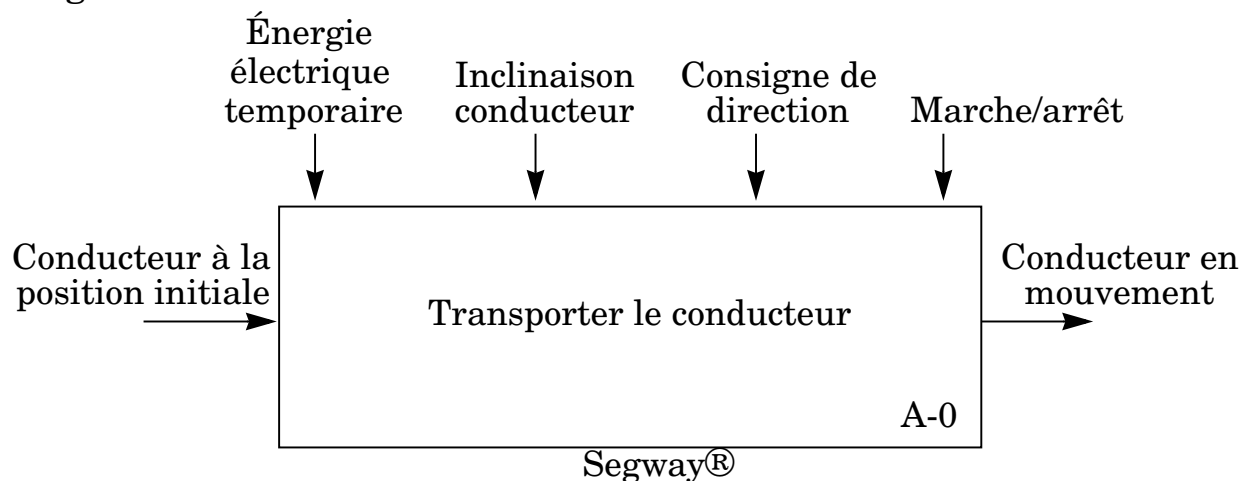 Énergie
électrique
temporaire
Inclinaison
conducteur
Consigne de
direction
Marche/arrêt
Conducteur à la
position initiale
Transporter le conducteur
Conducteur en
mouvement
A-0
Segway®